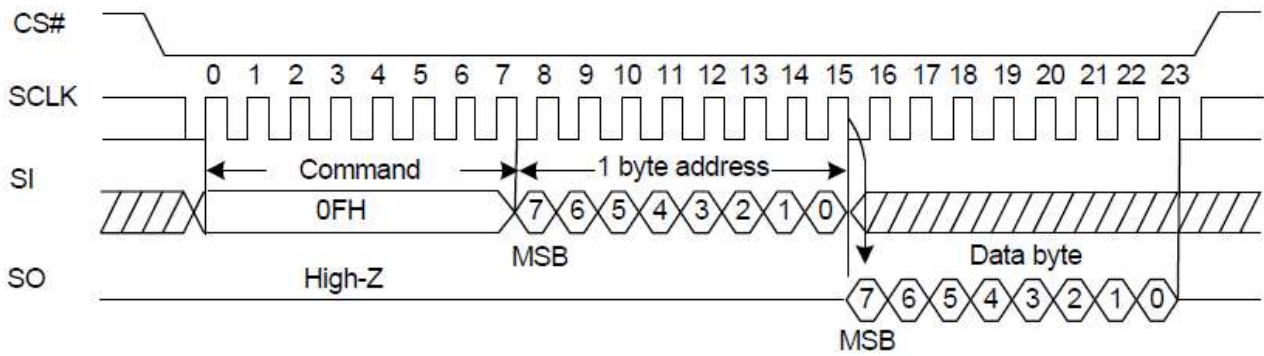 CS#
0 1 2 3 4 5 6 7 8 9 10 11 12 13 14 15 16 17 18 19 20 21 22 23
SCLK
Command 1 byte address
SI
0FH 7 6 5 4 3 2 1 0
MSB Data byte
SO High-Z
7 6 5 4 3 2 1 0
MSB